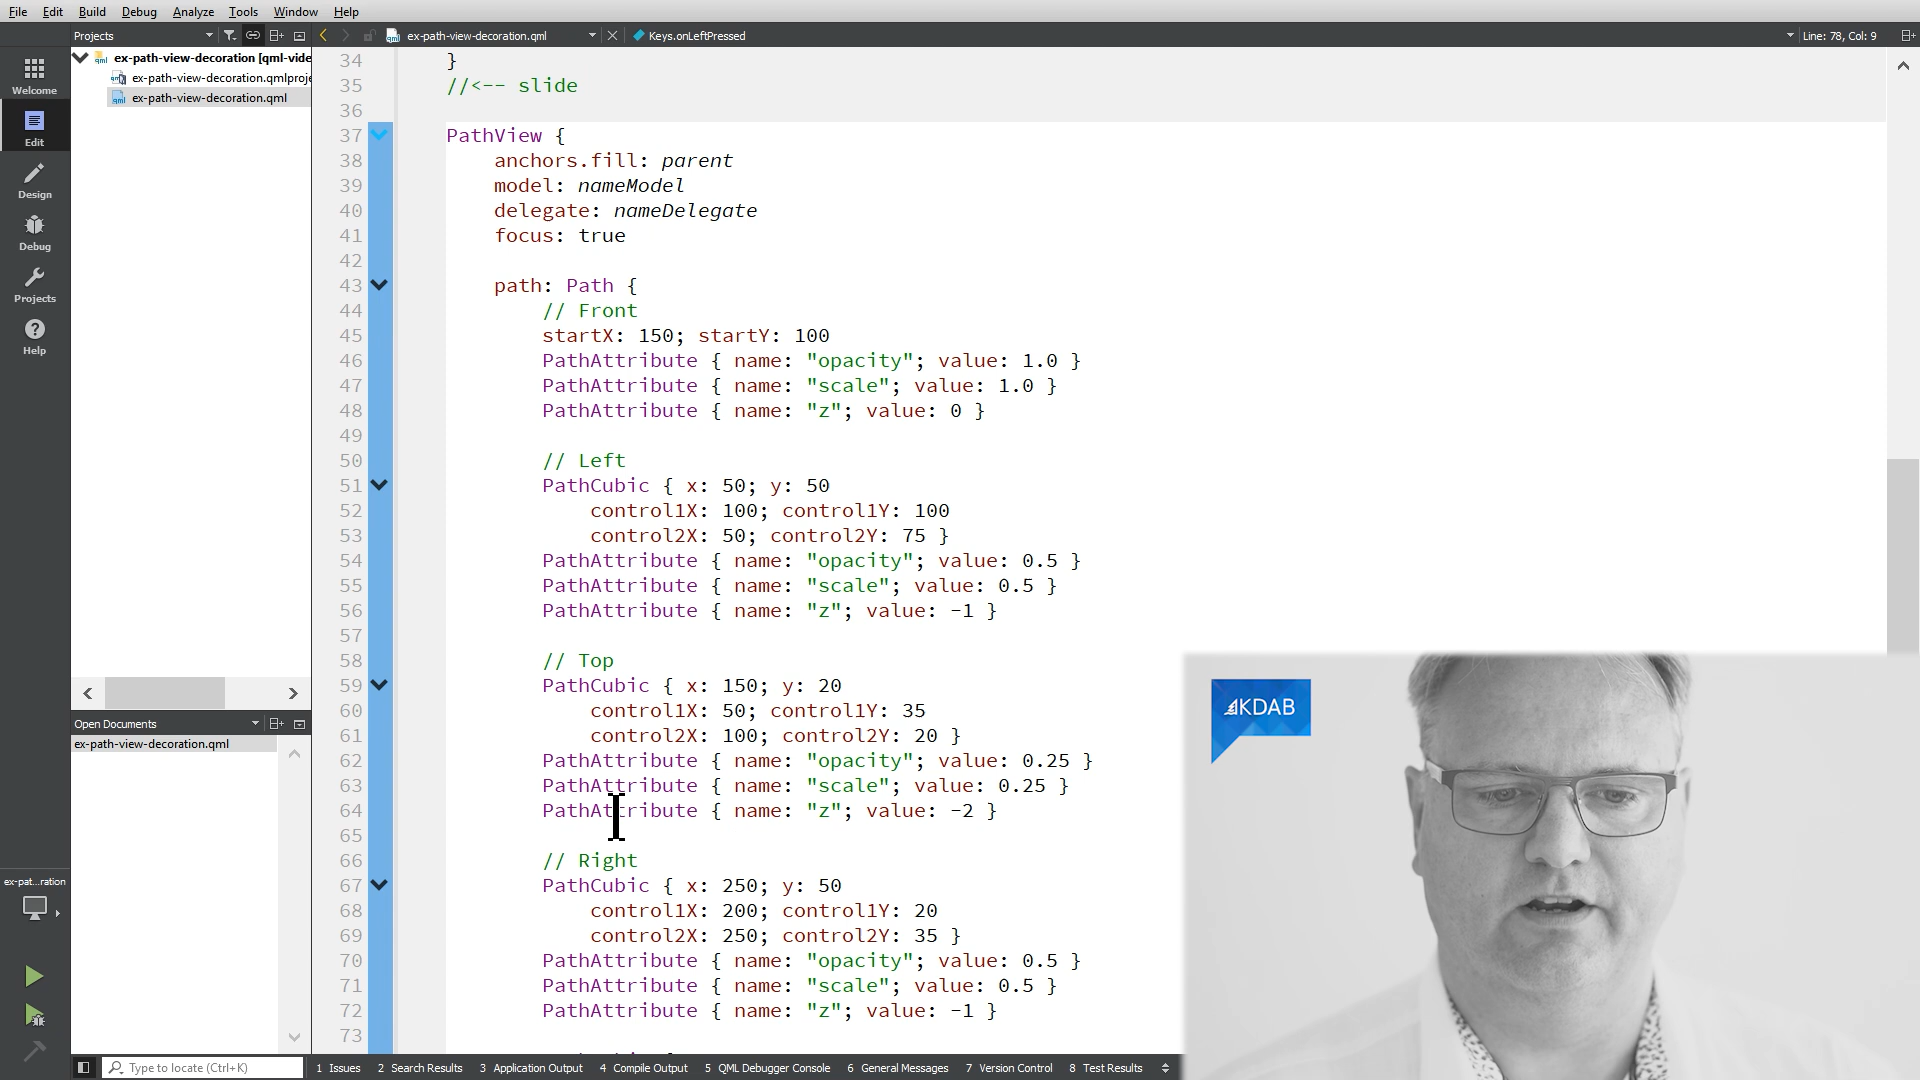 File Edit Build Debug Analyze Tools Window Help
Projects
ex-path-view-decoration.qml
Keys.onLeftPressed
Line: 78, Col: 9
Welcome
Edit
Design
Debug
Projects
Help
ex-path-view-decoration [qml-vide
ex-path-view-decoration.qmlproje
ex-path-view-decoration.qml
Open Documents
ex-path-view-decoration.qml
34 }
35 //<-- slide
36
37 PathView {
38 anchors.fill: parent
39 model: nameModel
40 delegate: nameDelegate
41 focus: true
42
43 path: Path {
44 // Front
45 startX: 150; startY: 100
46 PathAttribute { name: "opacity"; value: 1.0 }
47 PathAttribute { name: "scale"; value: 1.0 }
48 PathAttribute { name: "z"; value: 0 }
49
50 // Left
51 PathCubic { x: 50; y: 50
52 control1X: 100; control1Y: 100
53 control2X: 50; control2Y: 75 }
54 PathAttribute { name: "opacity"; value: 0.5 }
55 PathAttribute { name: "scale"; value: 0.5 }
56 PathAttribute { name: "z"; value: -1 }
57
58 // Top
59 PathCubic { x: 150; y: 20
60 control1X: 50; control1Y: 35
61 control2X: 100; control2Y: 20 }
62 PathAttribute { name: "opacity"; value: 0.25 }
63 PathAttribute { name: "scale"; value: 0.25 }
64 PathAttribute { name: "z"; value: -2 }
65
66 // Right
67 PathCubic { x: 250; y: 50
68 control1X: 200; control1Y: 20
69 control2X: 250; control2Y: 35 }
70 PathAttribute { name: "opacity"; value: 0.5 }
71 PathAttribute { name: "scale"; value: 0.5 }
72 PathAttribute { name: "z"; value: -1 }
73
KDAB
ex-pat...ration
Type to locate (Ctrl+K)
1 Issues 2 Search Results 3 Application Output 4 Compile Output 5 QML Debugger Console 6 General Messages 7 Version Control 8 Test Results